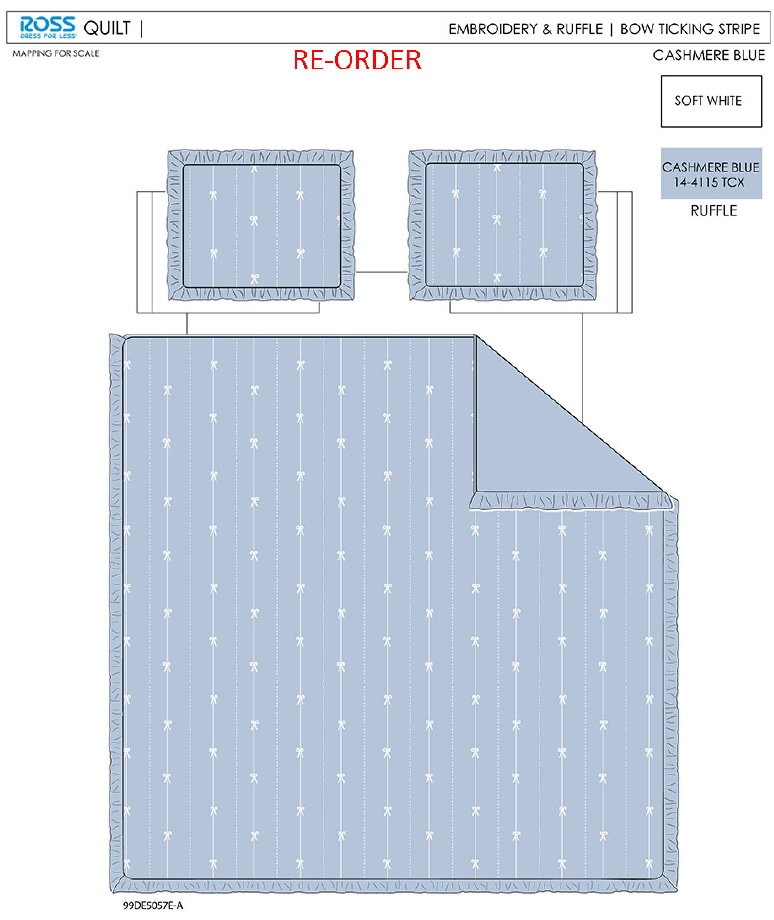 ROSS QUILT |
DRESS FOR LESS®
EMBROIDERY & RUFFLE | BOW TICKING STRIPE
MAPPING FOR SCALE
RE-ORDER
CASHMERE BLUE
SOFT WHITE
CASHMERE BLUE
14-4115 TCX
RUFFLE
99DE5057E-A